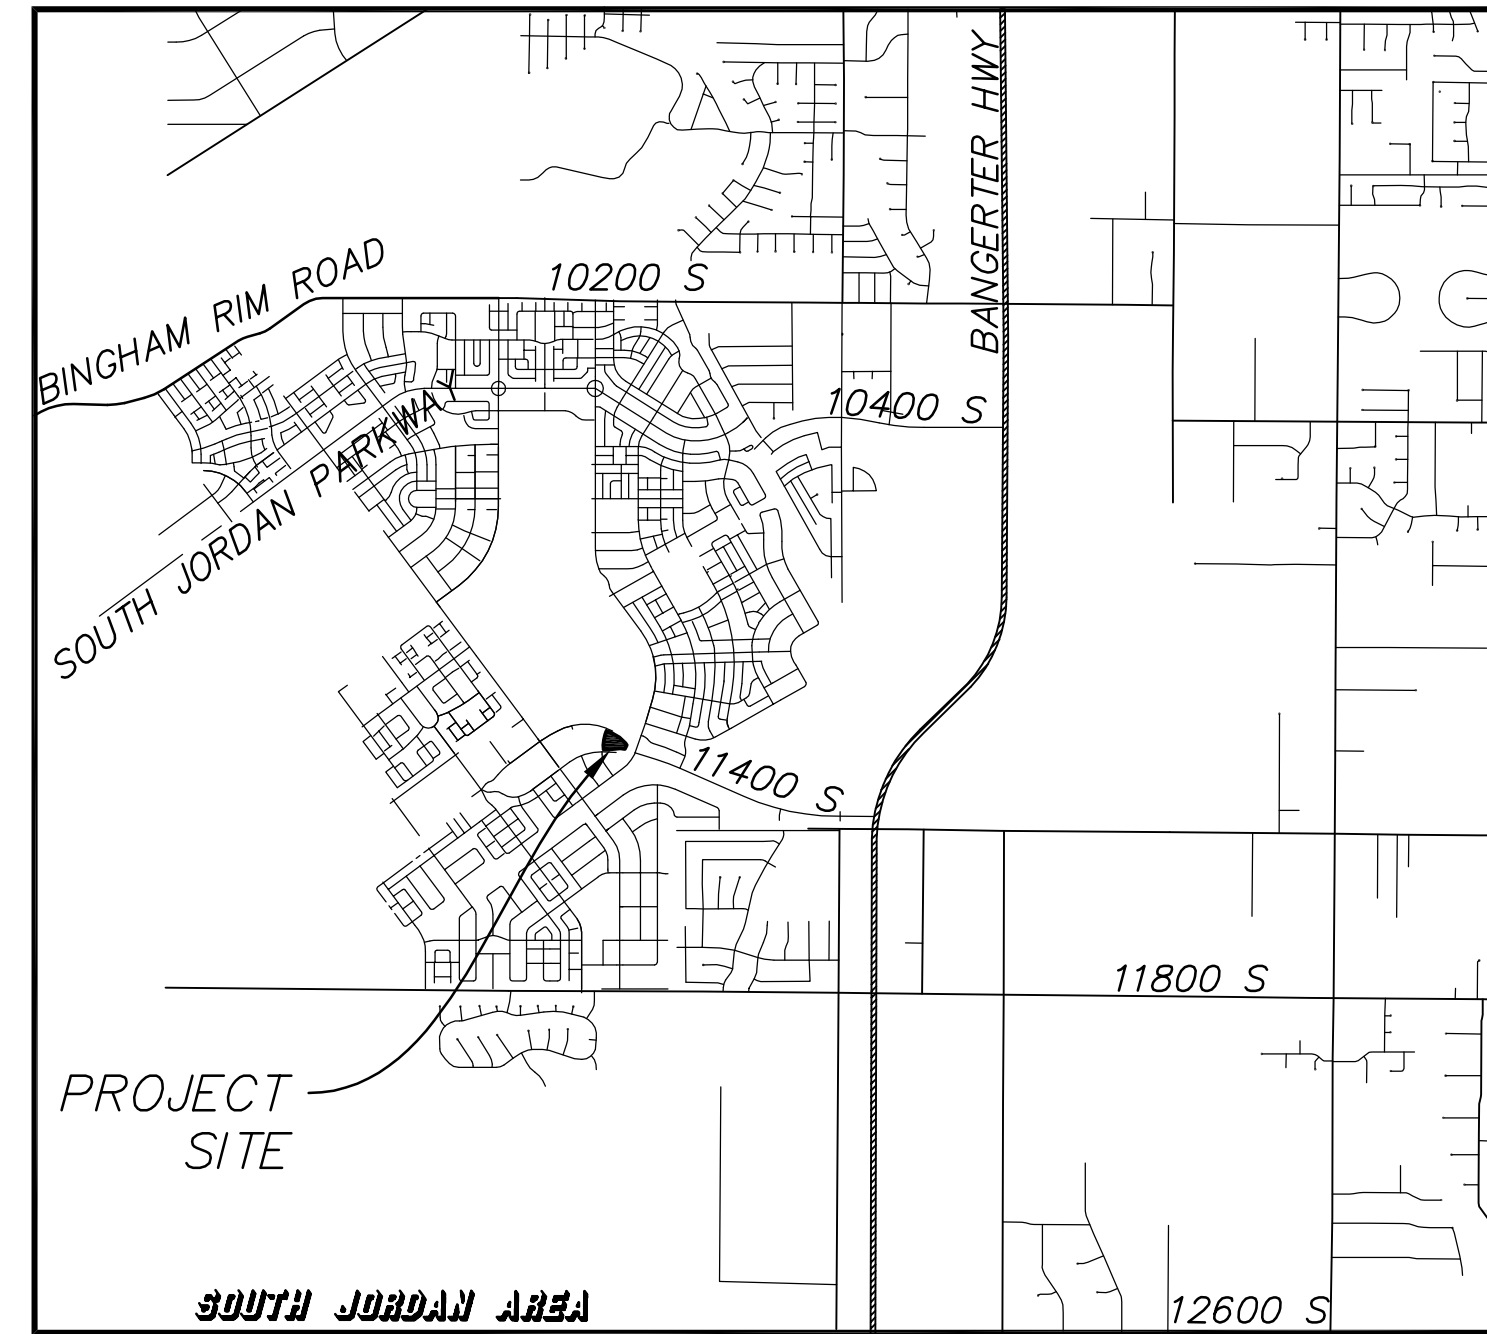 BANGERTER HWY
BINGHAM RIM ROAD
10200 S
SOUTH JORDAN PARKWAY
10400 S
11400 S
11800 S
PROJECT
SITE
SOUTH JORDAN AREA
12600 S